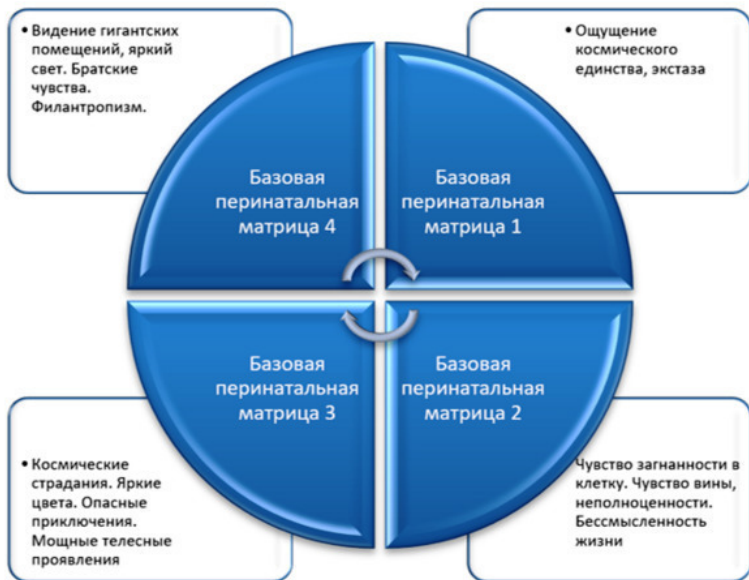 • Видение гигантских
помещений, яркий
свет. Братские
чувства.
Филантропизм.
• Ощущение
космического
единства, экстаза
Базовая
перинатальная
матрица 4
Базовая
перинатальная
матрица 1
Базовая
перинатальная
матрица 3
Базовая
перинатальная
матрица 2
• Космические
страдания. Яркие
цвета. Опасные
приключения.
Мощные телесные
проявления
Чувство загнанности в
клетку. Чувство вины,
неполноценности.
Бессмысленность
жизни